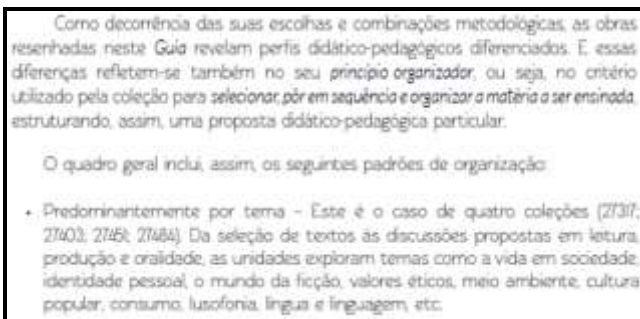 Como decorrência das suas escolhas e combinações metodológicas, as obras
resenhadas neste Guia revelam perfis didático-pedagógicos diferenciados. E essas
diferenças refletem-se também no seu princípio organizador, ou seja, no critério
utilizado pela coleção para selecionar, pôr em sequência e organizar a matéria a ser ensinada,
estruturando, assim, uma proposta didático-pedagógica particular.
O quadro geral inclui, assim, os seguintes padrões de organização:
• Predominantemente por tema – Este é o caso de quatro coleções (27317;
27403; 27451; 27484). Da seleção de textos às discussões propostas em leitura,
produção e oralidade, as unidades exploram temas como a vida em sociedade,
identidade pessoal, o mundo da ficção, valores éticos, meio ambiente, cultura
popular, consumo, lusofonia, língua e linguagem, etc.